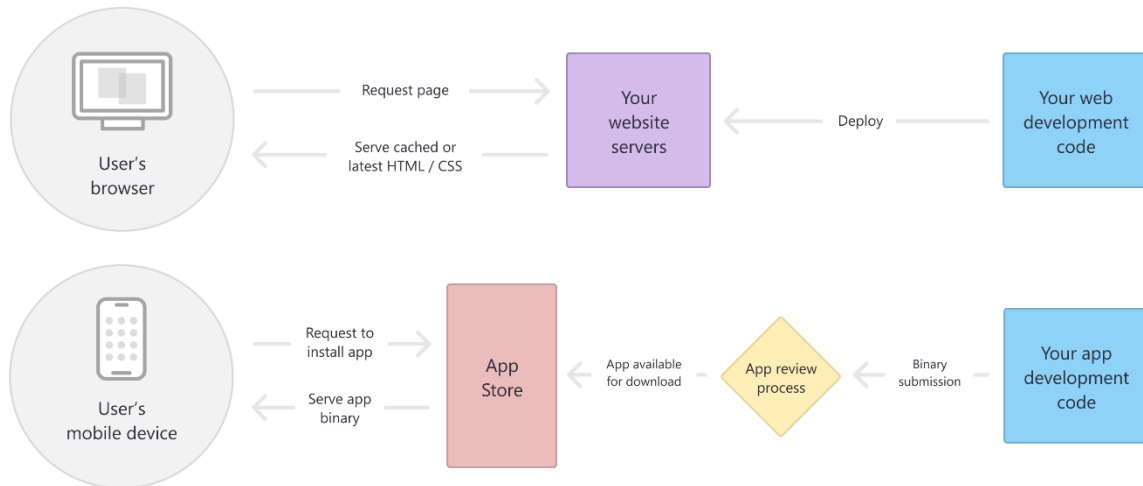 Request page
Your
website
servers
Your web
development
code
Deploy
Serve cached or
latest HTML / CSS
User's
browser
Request to
install app
App
Store
App available
for download
App review
process
Binary
submission
Your app
development
code
Serve app
binary
User's
mobile device